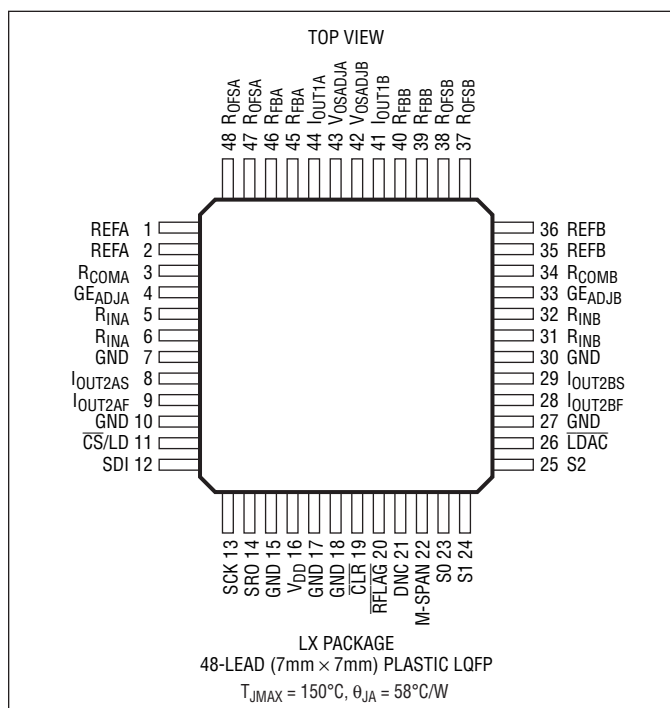 TOP VIEW
48 ROFSA
47 ROFSA
46 RFBA
45 RFBA
44 IOUT1A
43 VOSADJA
42 VOSADJB
41 IOUT1B
40 RFBB
39 RFBB
38 ROFSB
37 ROFSB
REFA 1
REFA 2
RCOMA 3
GEADJA 4
RINA 5
RINA 6
GND 7
IOUT2AS 8
IOUT2AF 9
GND 10
CS/LD 11
SDI 12
36 REFB
35 REFB
34 RCOMB
33 GEADJB
32 RINB
31 RINB
30 GND
29 IOUT2BS
28 IOUT2BF
27 GND
26 LDAC
25 S2
SCK 13
SRO 14
GND 15
VDD 16
GND 17
GND 18
CLR 19
RFLAG 20
DNC 21
M-SPAN 22
S0 23
S1 24
LX PACKAGE
48-LEAD (7mm × 7mm) PLASTIC LQFP
TJMAX = 150°C, θJA = 58°C/W